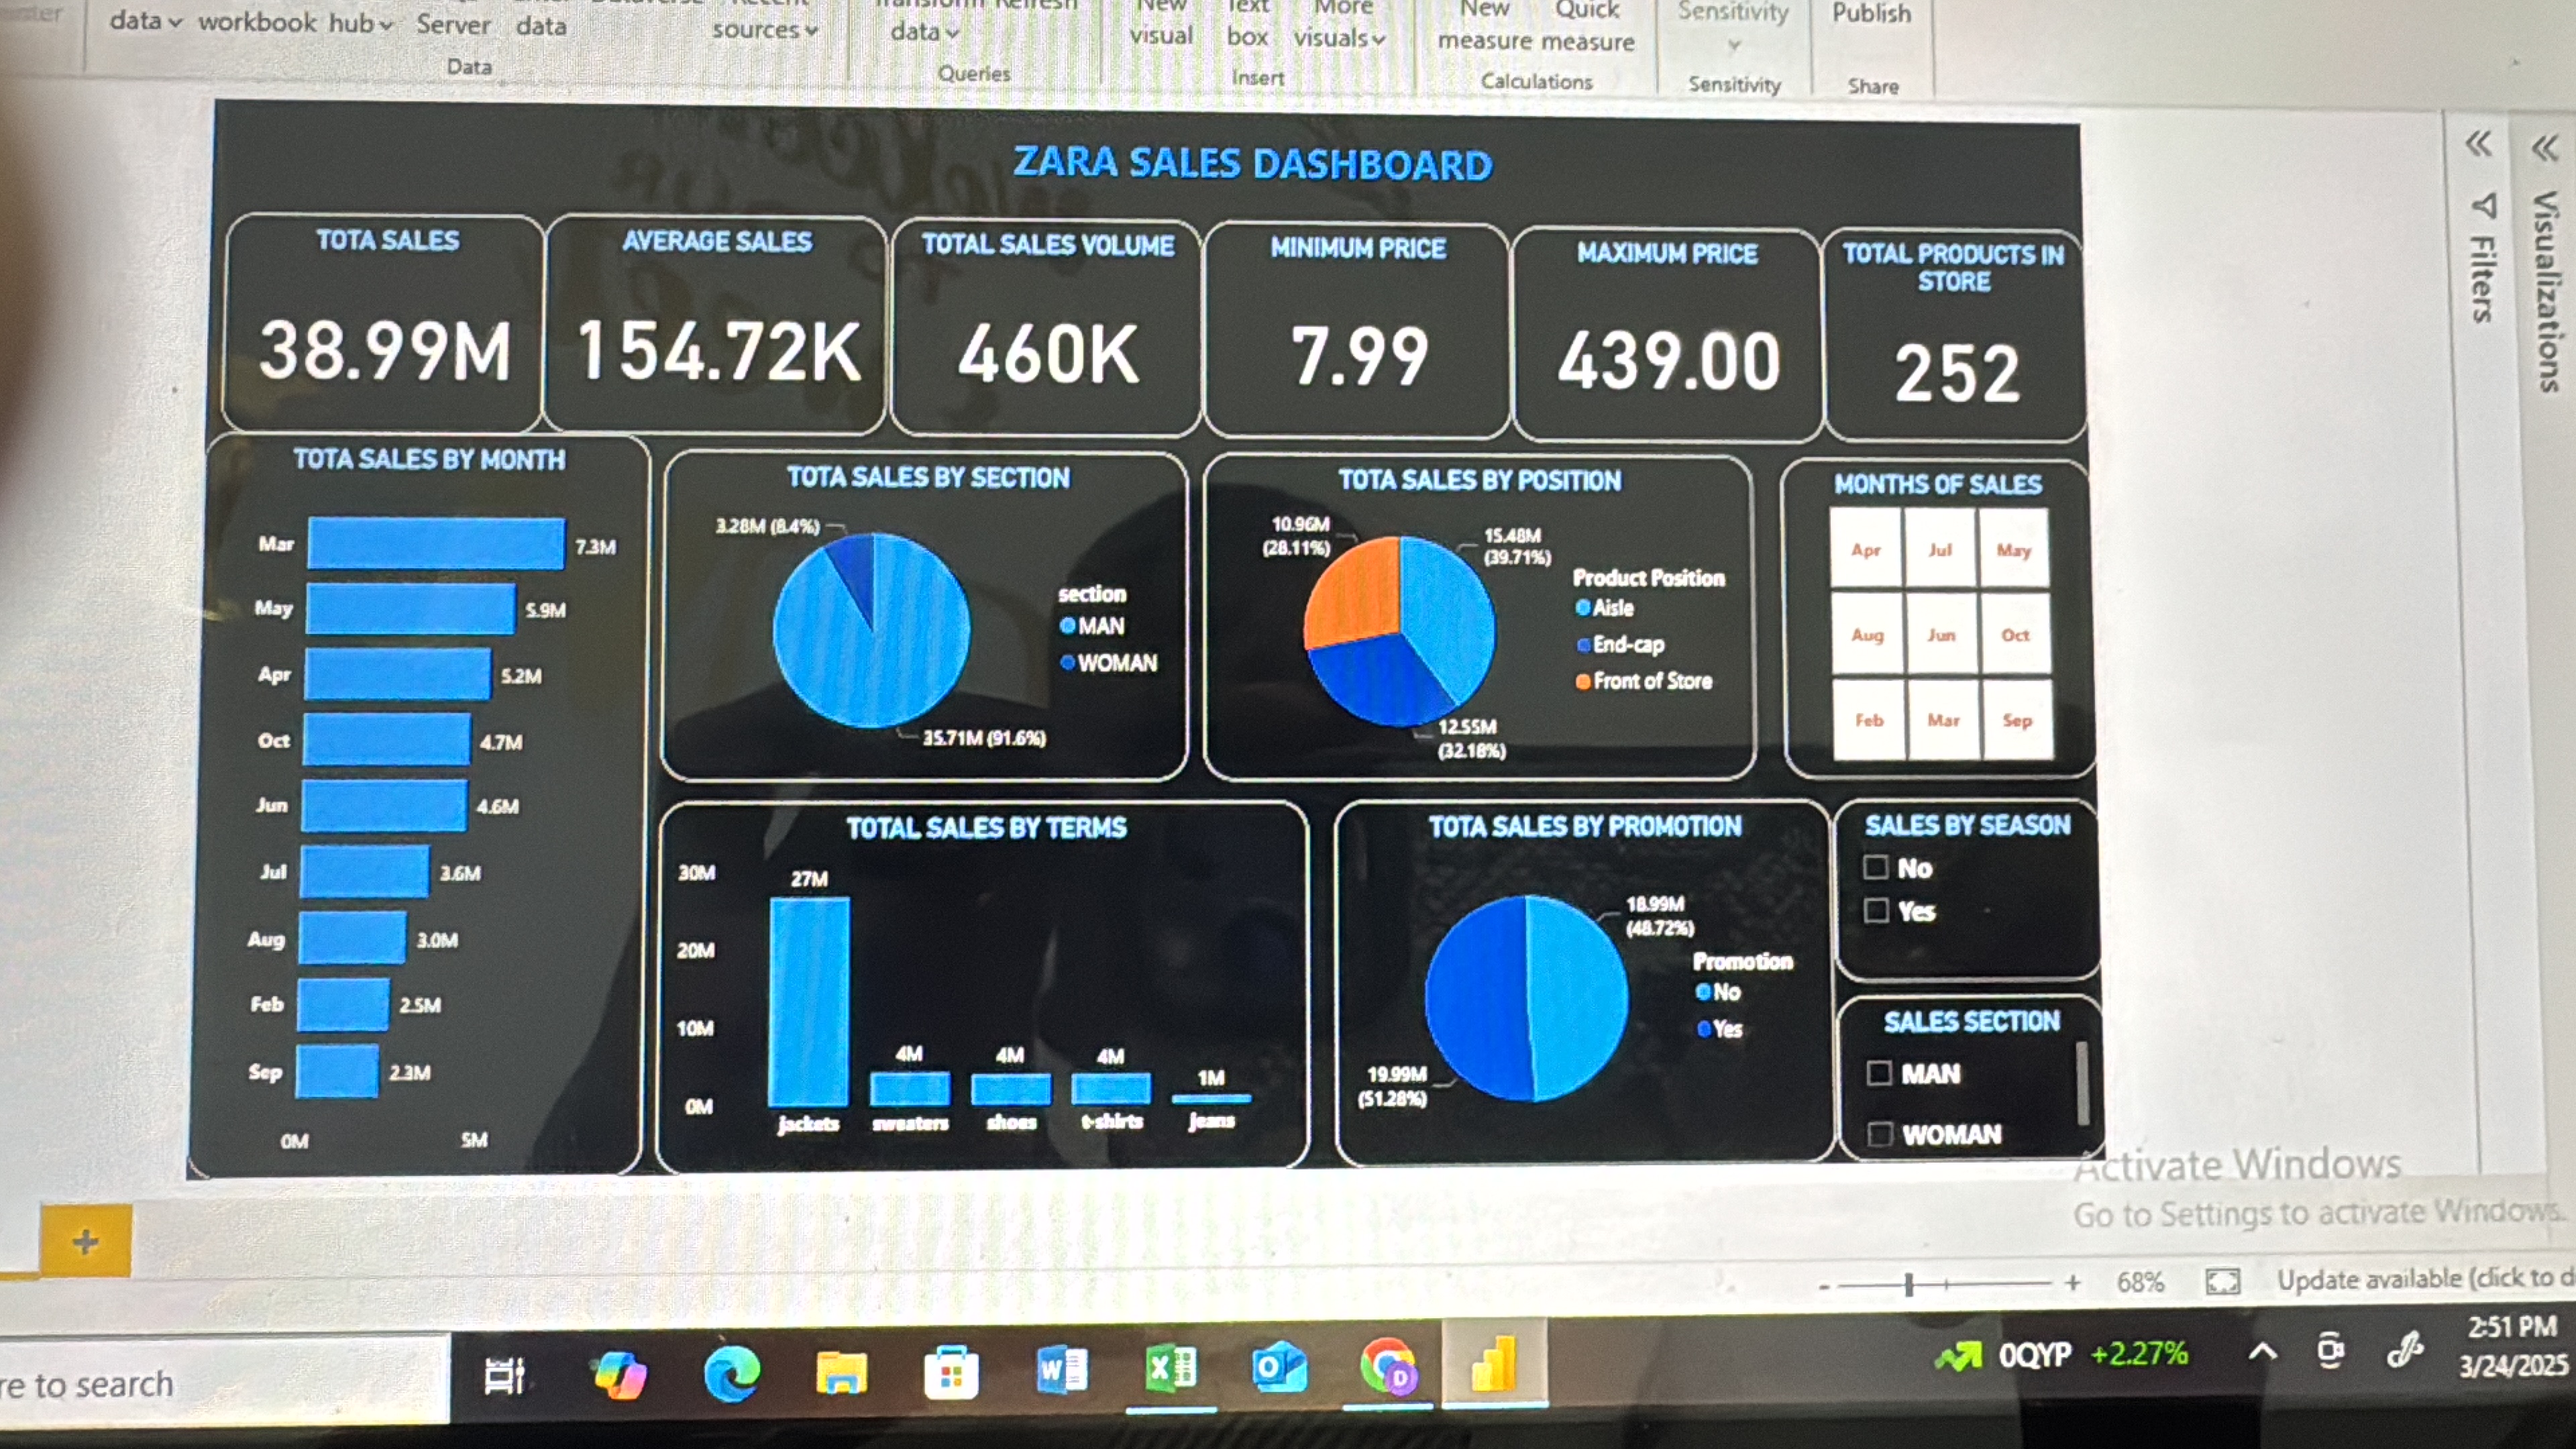 data workbook hub Server data
sources
data
visual box visuals
New Quick
measure measure
Sensitivity
Publish
Data
Queries
Insert
Calculations
Sensitivity
Share
ZARA SALES DASHBOARD
TOTA SALES
38.99M
AVERAGE SALES
154.72K
TOTAL SALES VOLUME
460K
MINIMUM PRICE
7.99
MAXIMUM PRICE
439.00
TOTAL PRODUCTS IN
STORE
252
TOTA SALES BY MONTH
Mar 7.3M
May 5.9M
Apr 5.2M
Oct 4.7M
Jun 4.6M
Jul 3.6M
Aug 3.0M
Feb 2.5M
Sep 2.3M
0M 5M
TOTA SALES BY SECTION
3.28M (8.4%)
35.71M (91.6%)
section
MAN
WOMAN
TOTA SALES BY POSITION
10.96M
(28.11%)
15.48M
(39.71%)
12.55M
(32.18%)
Product Position
Aisle
End-cap
Front of Store
MONTHS OF SALES
Apr Jul May
Aug Jun Oct
Feb Mar Sep
TOTAL SALES BY TERMS
30M
20M
10M
0M
27M
4M
4M
4M
1M
jackets sweaters shoes t-shirts jeans
TOTA SALES BY PROMOTION
18.99M
(48.72%)
19.99M
(51.28%)
Promotion
No
Yes
SALES BY SEASON
No
Yes
SALES SECTION
MAN
WOMAN
Filters
Visualizations
Activate Windows
Go to Settings to activate Windows.
+
- + 68%
Update available (click to d
re to search
0QYP +2.27%
2:51 PM
3/24/2025